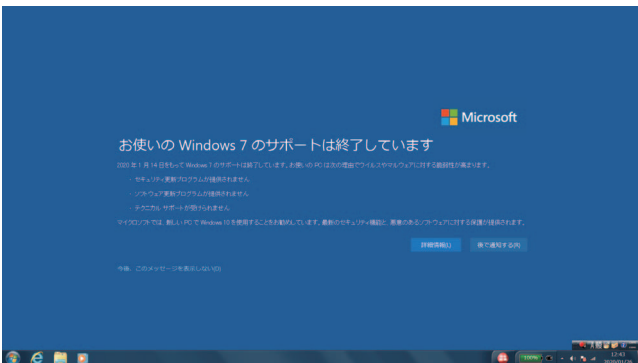 Microsoft
お使いの Windows 7 のサポートは終了しています
2020 年 1 月 14 日をもって Windows 7 のサポートは終了しています。お使いの PC は次の理由でウイルスやマルウェアに対する脆弱性が高まります。
· セキュリティ更新プログラムが提供されません
· ソフトウェア更新プログラムが提供されません
· テクニカル サポートが受けられません
マイクロソフトでは、新しい PC で Windows 10 を使用することをお勧めしています。最新のセキュリティ機能と、悪意のあるソフトウェアに対する保護が提供されます。
詳細情報(L) 後で通知する(R)
今後、このメッセージを表示しない(D)
100%
12:43